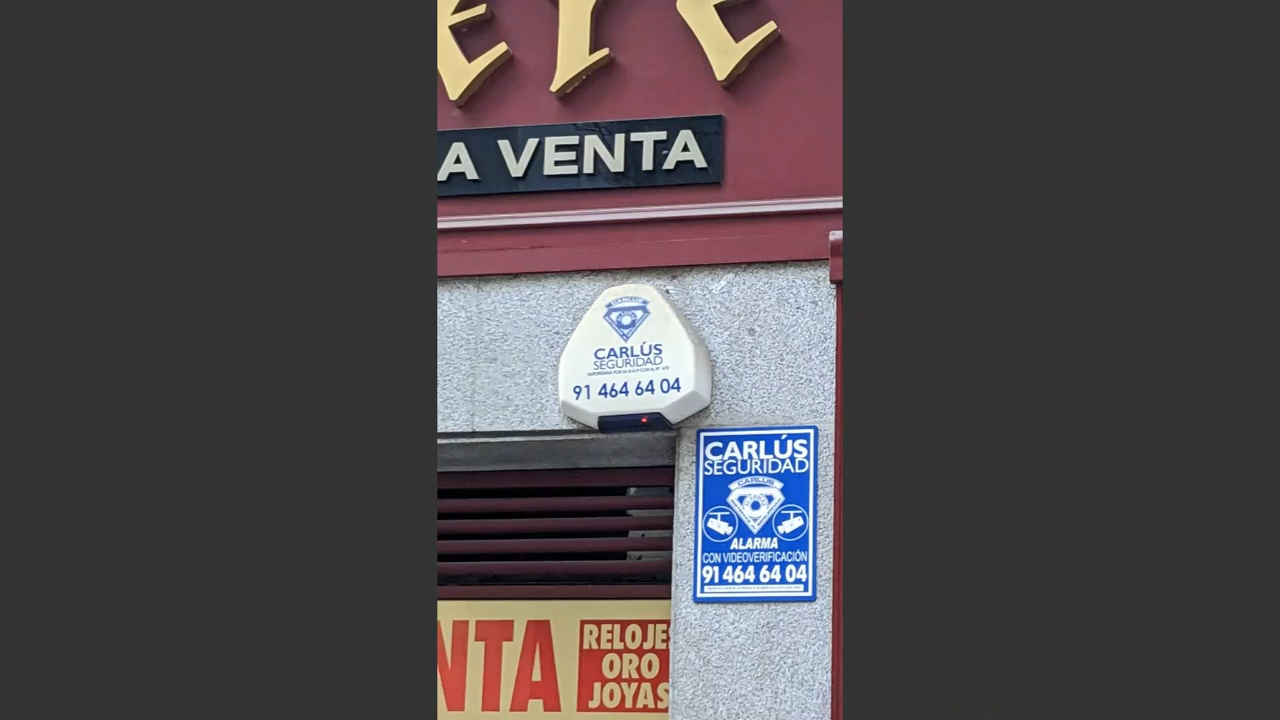 A VENTA
CARLUS
CARLÚS
SEGURIDAD
91 464 64 04
CARLÚS
SEGURIDAD
CARLUS
ALARMA
CON VIDEOVERIFICACIÓN
91 464 64 04
NTA
RELOJES
ORO
JOYAS